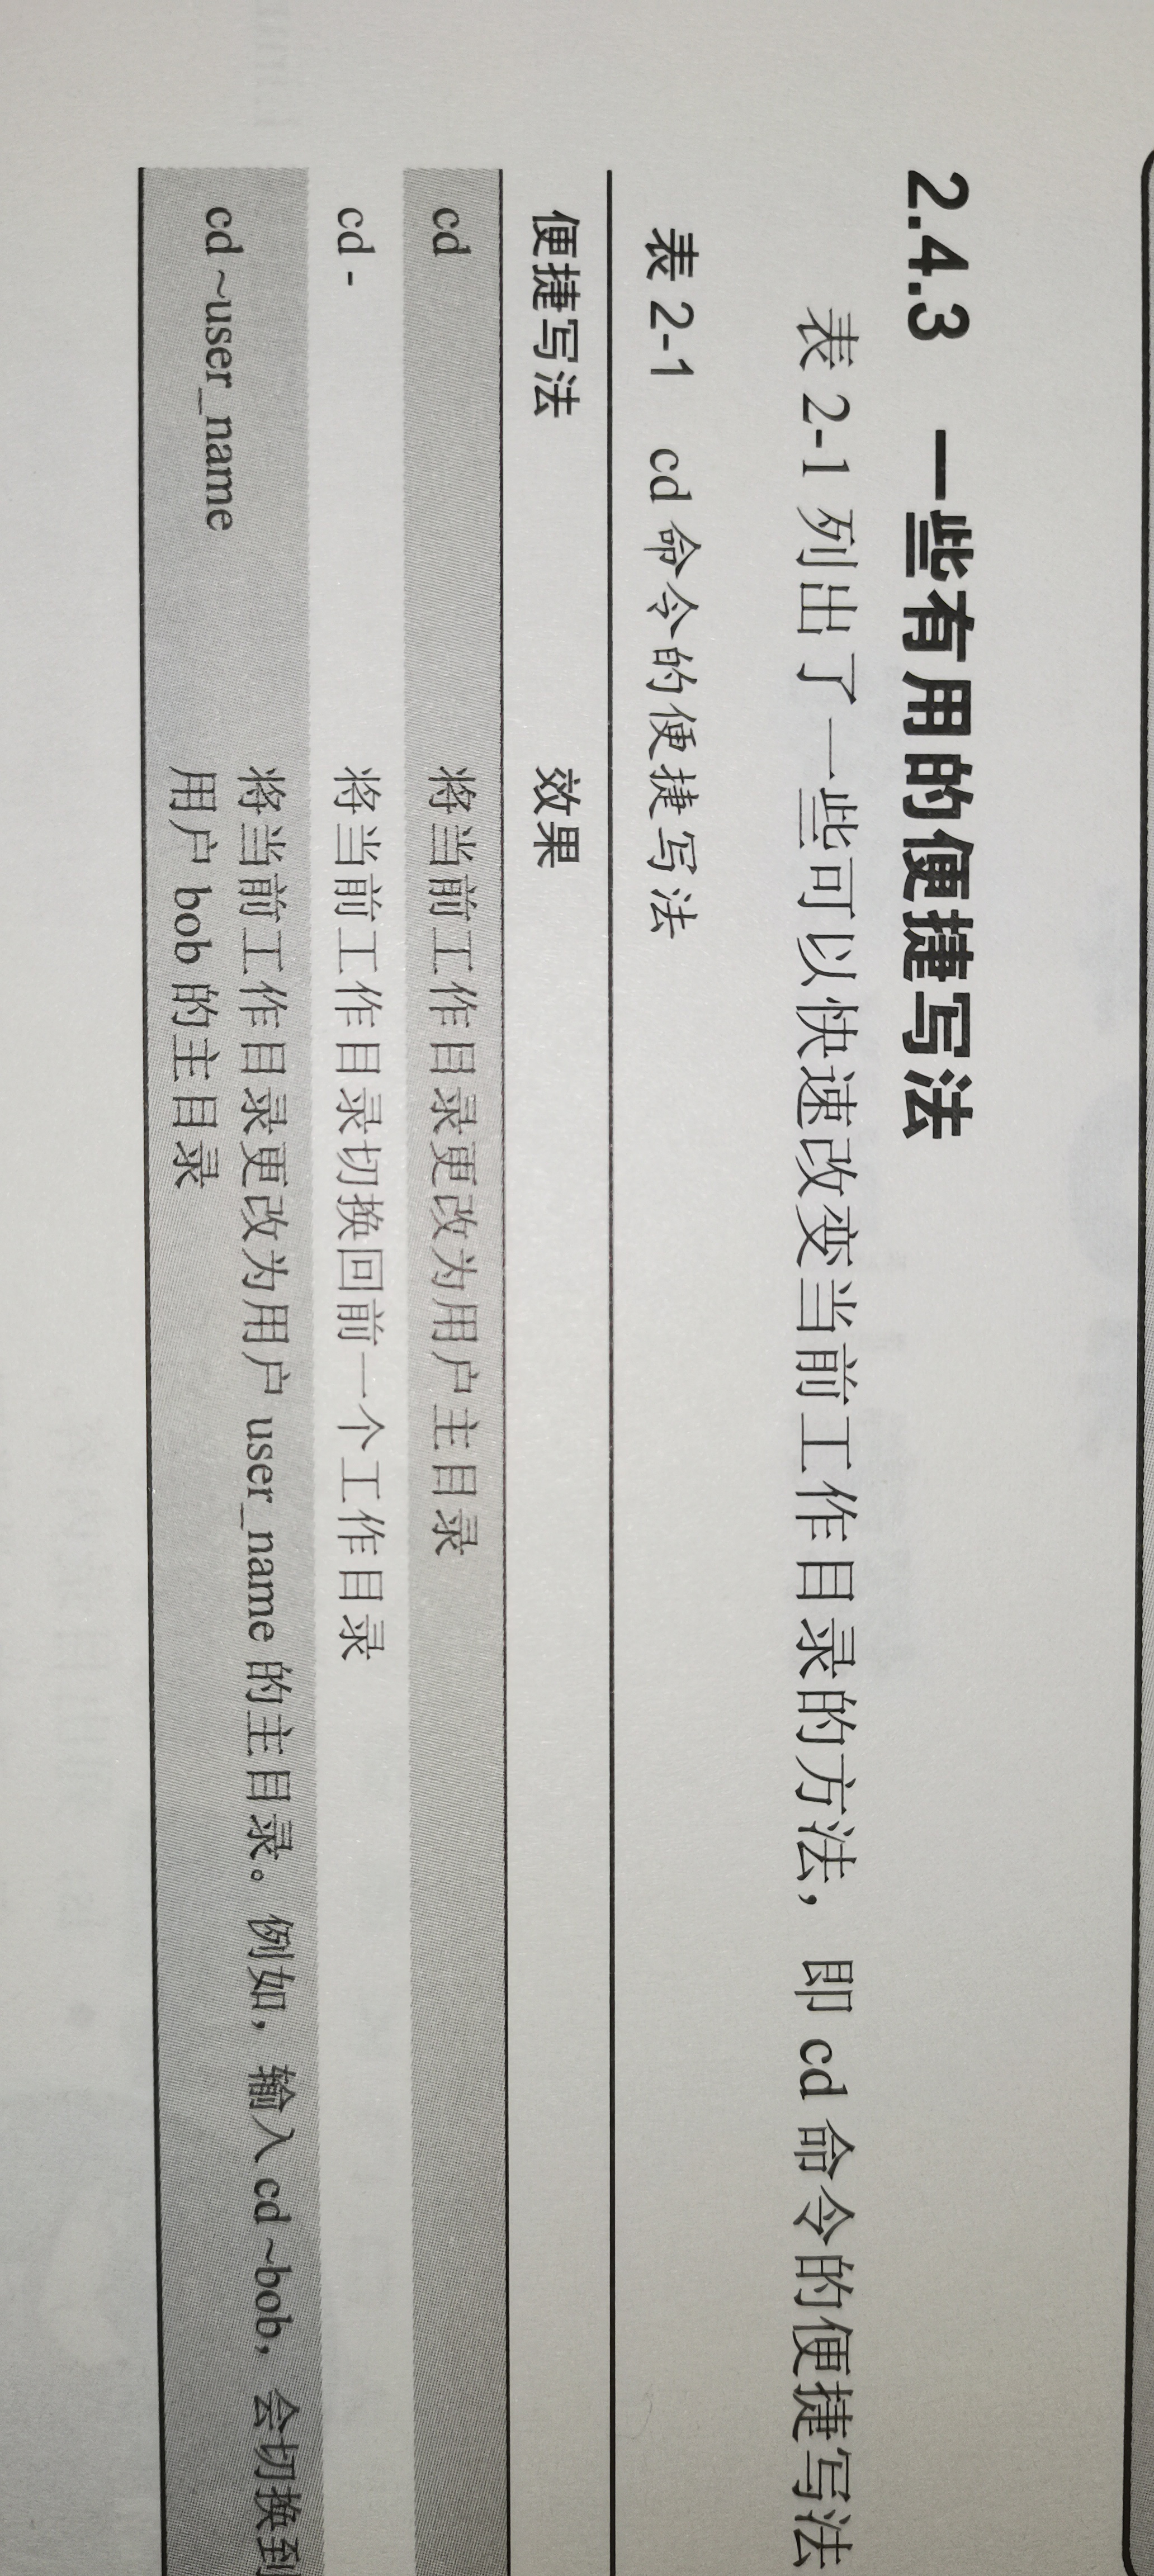 2.4.3 一些有用的便捷写法
表 2-1 列出了一些可以快速改变当前工作目录的方法，即 cd 命令的便捷写法
表 2-1 cd 命令的便捷写法
便捷写法 效果
cd 将当前工作目录更改为用户主目录
cd - 将当前工作目录切换回前一个工作目录
cd ~user_name 将当前工作目录更改为用户 user_name 的主目录。例如，输入 cd ~bob，会切换到
用户 bob 的主目录